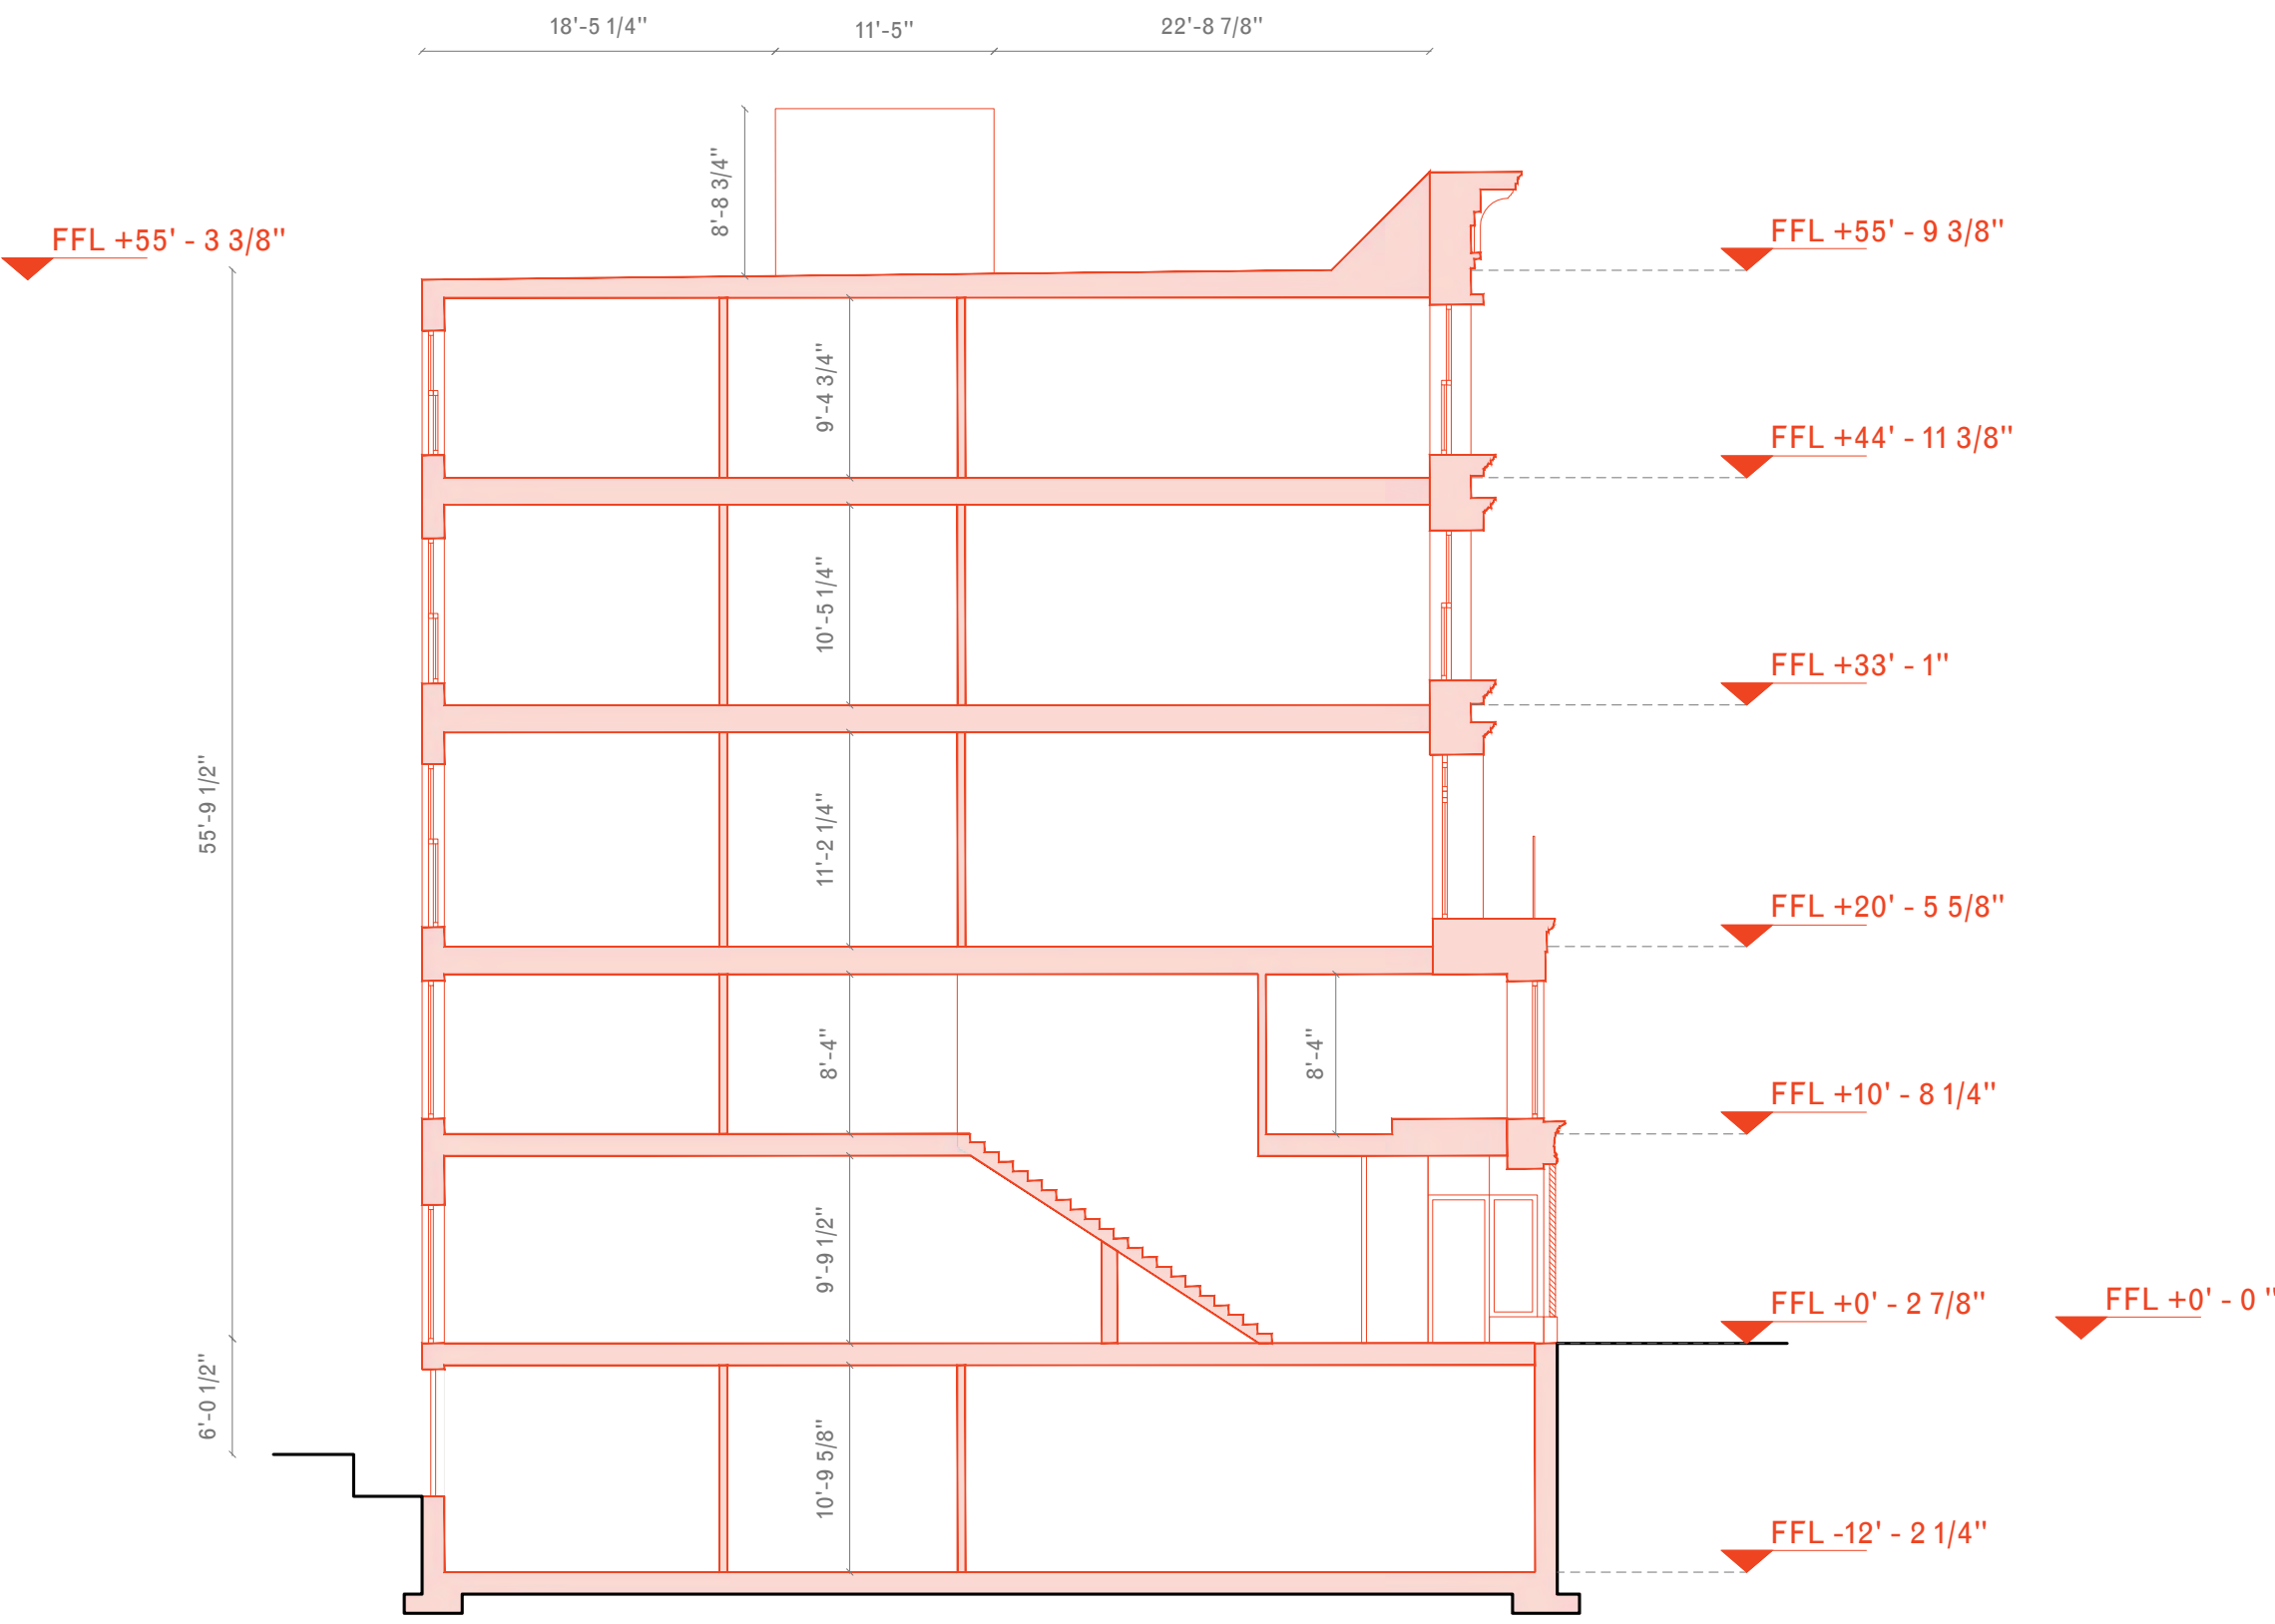 18'-5 1/4"
11'-5"
22'-8 7/8"
8'-8 3/4"
FFL +55' - 3 3/8"
FFL +55' - 9 3/8"
9'-4 3/4"
FFL +44' - 11 3/8"
10'-5 1/4"
FFL +33' - 1"
55'-9 1/2"
11'-2 1/4"
FFL +20' - 5 5/8"
8'-4"
8'-4"
FFL +10' - 8 1/4"
9'-9 1/2"
FFL +0' - 2 7/8"
FFL +0' - 0 "
6'-0 1/2"
10'-9 5/8"
FFL -12' - 2 1/4"